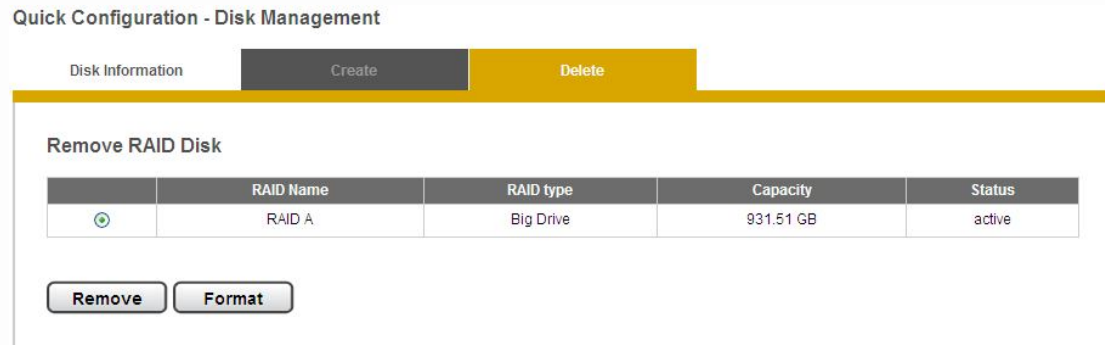 Quick Configuration - Disk Management
Disk Information Create Delete
Remove RAID Disk
RAID Name RAID type Capacity Status
RAID A Big Drive 931.51 GB active
Remove Format